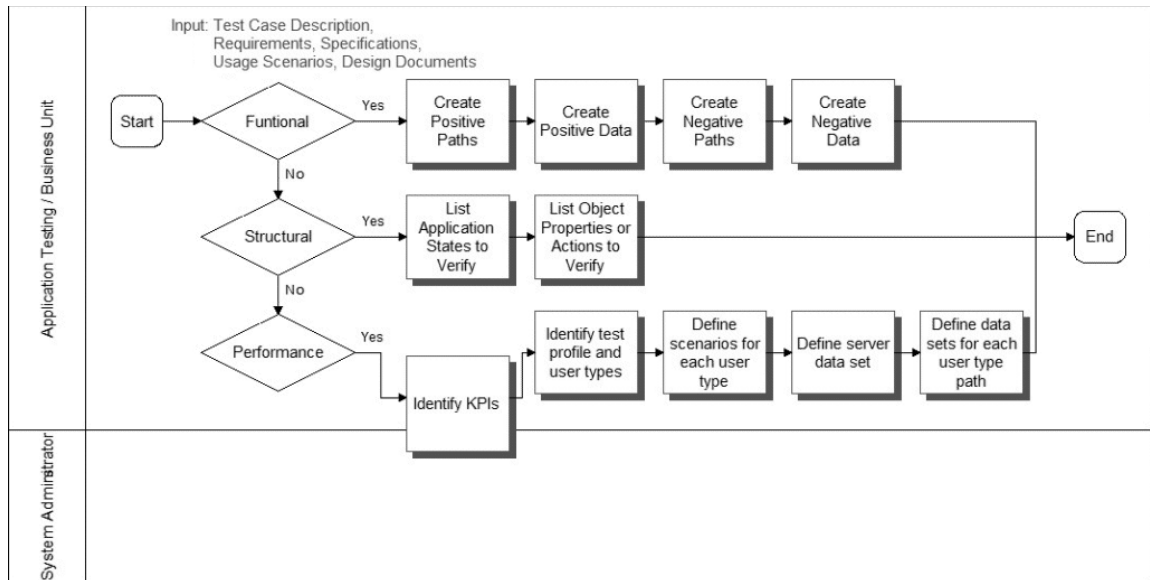 Input: Test Case Description,
Requirements, Specifications,
Usage Scenarios, Design Documents
Application Testing / Business Unit
Start
Funtional
Yes
Create
Positive
Paths
Create
Positive Data
Create
Negative
Paths
Create
Negative
Data
No
Structural
Yes
List
Application
States to
Verify
List Object
Properties or
Actions to
Verify
End
No
Performance
Yes
Identify KPIs
Identify test
profile and
user types
Define
scenarios for
each user
type
Define server
data set
Define data
sets for each
user type
path
System Adminstrator